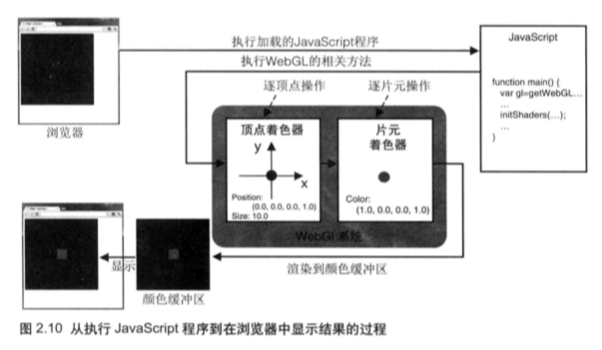 执行加载的JavaScript程序
执行WebGL的相关方法
JavaScript
function main() {
var gl=getWebGL...
...
initShaders(...);
...
}
浏览器
逐顶点操作
逐片元操作
顶点着色器
y
x
Position:
(0.0, 0.0, 0.0, 1.0)
Size: 10.0
片元
着色器
Color:
(1.0, 0.0, 0.0, 1.0)
WebGl 系统
显示
渲染到颜色缓冲区
颜色缓冲区
图 2.10 从执行 JavaScript 程序到在浏览器中显示结果的过程